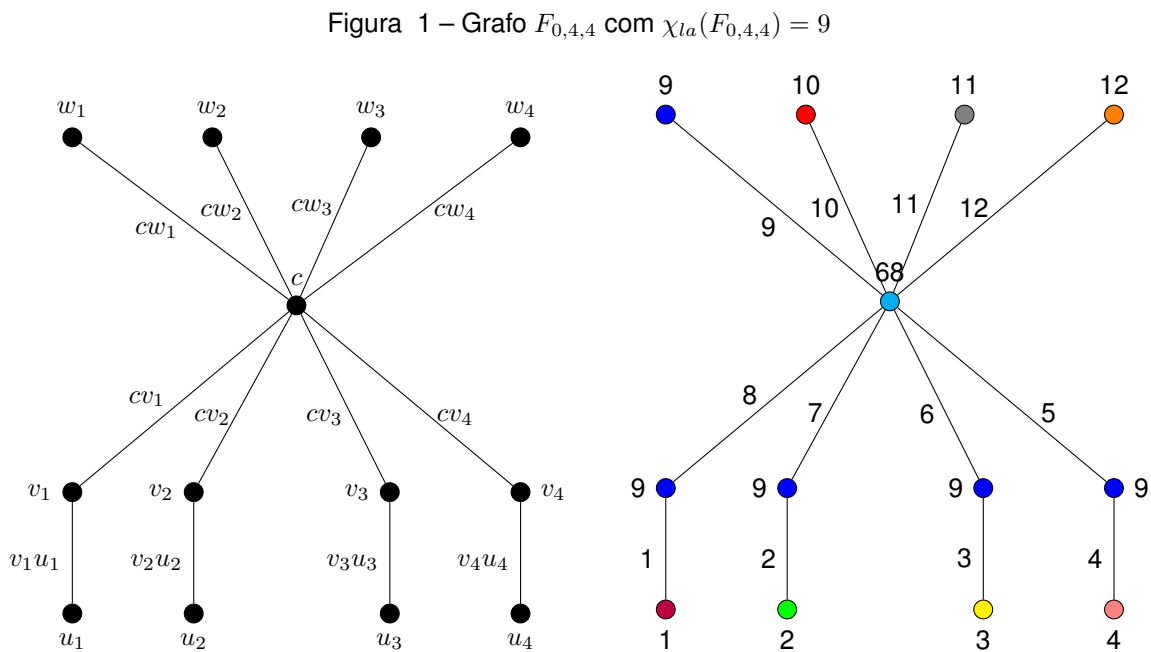 Figura 1 – Grafo $F_{0,4,4}$ com $\chi_{la}(F_{0,4,4}) = 9$
$w_1$ $w_2$ $w_3$ $w_4$
$cw_1$ $cw_2$ $cw_3$ $cw_4$
$c$
$cv_1$ $cv_2$ $cv_3$ $cv_4$
$v_1$ $v_2$ $v_3$ $v_4$
$v_1u_1$ $v_2u_2$ $v_3u_3$ $v_4u_4$
$u_1$ $u_2$ $u_3$ $u_4$
9 10 11 12
9 10 11 12
68
8 7 6 5
9 9 9 9
1 2 3 4
1 2 3 4